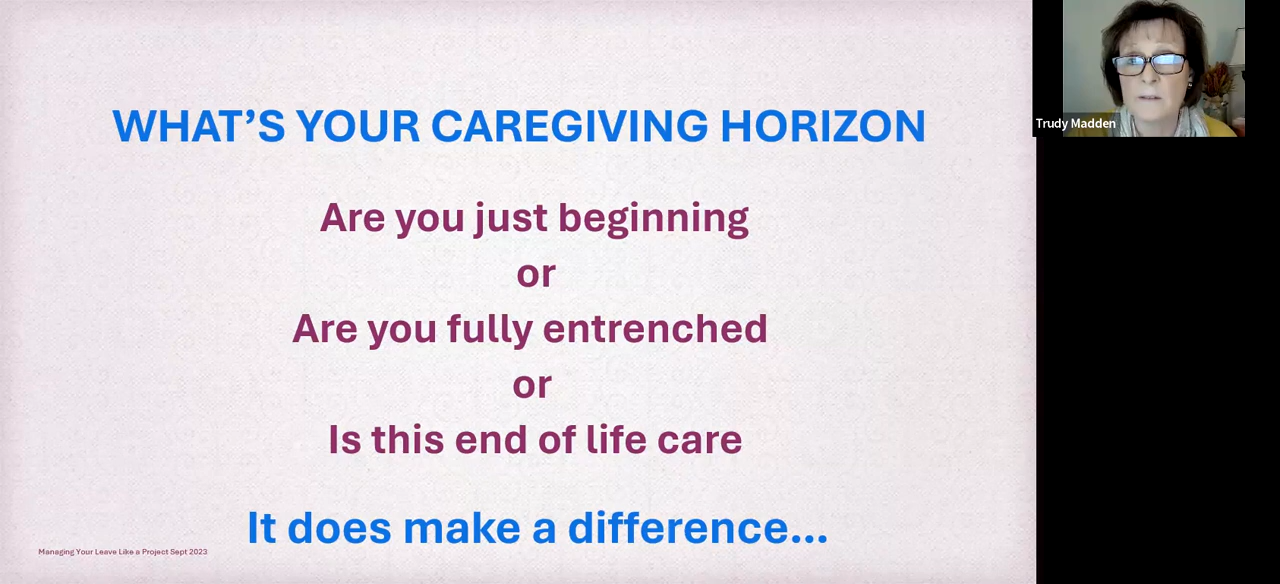 WHAT’S YOUR CAREGIVING HORIZON
Are you just beginning
or
Are you fully entrenched
or
Is this end of life care
It does make a difference...
Managing Your Leave Like a Project Sept 2023
Trudy Madden